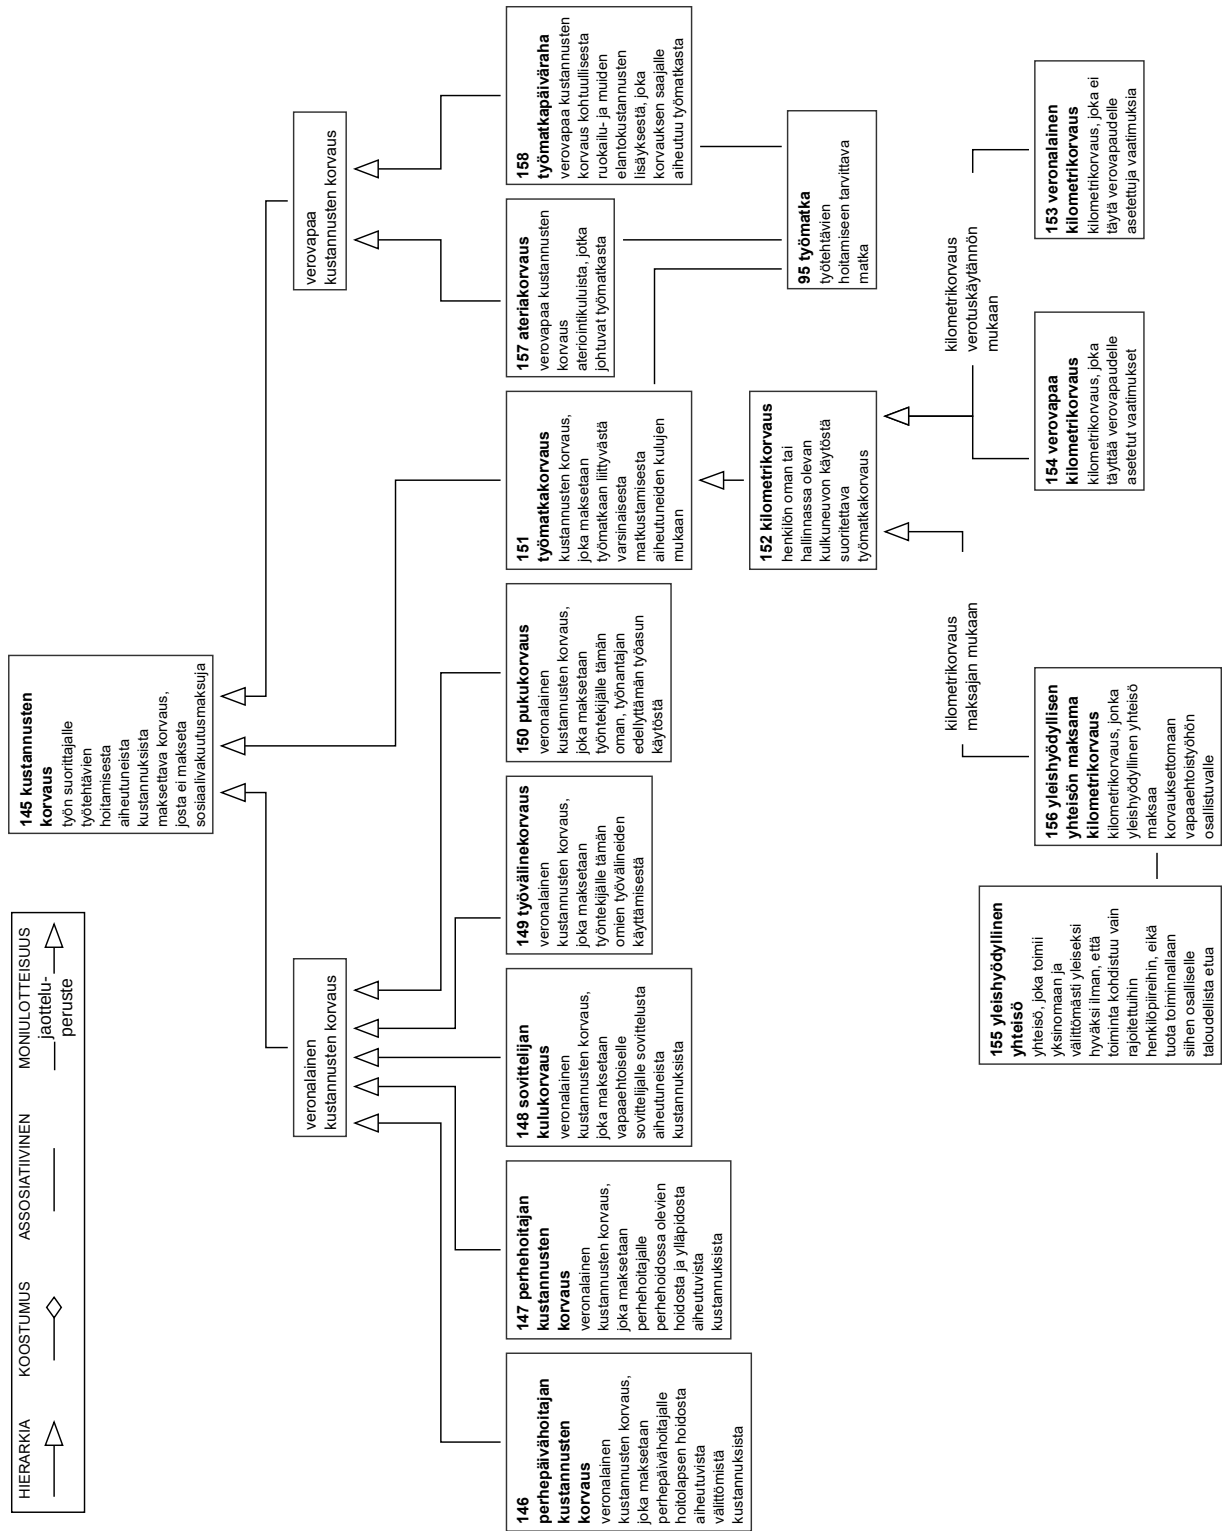 HIERARKIA
KOOSTUMUS
ASSOSIATIIVINEN
MONIULOTTEISUUS
jaottelu-
peruste
145 kustannusten
korvaus
työn suorittajalle
työtehtävien
hoitamisesta
aiheutuneista
kustannuksista
maksettava korvaus,
josta ei makseta
sosiaalivakuutusmaksuja
veronalainen
kustannusten korvaus
verovapaa
kustannusten korvaus
146
perhepäivähoitajan
kustannusten
korvaus
veronalainen
kustannusten korvaus,
joka maksetaan
perhepäivähoitajalle
hoitolapsen hoidosta
aiheutuvista
välittömistä
kustannuksista
147 perhehoitajan
kustannusten
korvaus
veronalainen
kustannusten korvaus,
joka maksetaan
perhehoitajalle
perhehoidossa olevien
hoidosta ja ylläpidosta
aiheutuvista
kustannuksista
148 sovittelijan
kulukorvaus
veronalainen
kustannusten korvaus,
joka maksetaan
vapaaehtoiselle
sovittelijalle sovittelusta
aiheutuneista
kustannuksista
149 työvälinekorvaus
veronalainen
kustannusten korvaus,
joka maksetaan
työntekijälle tämän
omien työvälineiden
käyttämisestä
150 pukukorvaus
veronalainen
kustannusten korvaus,
joka maksetaan
työntekijälle tämän
oman, työnantajan
edellyttämän työasun
käytöstä
151
työmatkakorvaus
kustannusten korvaus,
joka maksetaan
työmatkaan liittyvästä
varsinaisesta
matkustamisesta
aiheutuneiden kulujen
mukaan
157 ateriakorvaus
verovapaa kustannusten
korvaus
ateriointikuluista, jotka
johtuvat työmatkasta
158
työmatkapäiväraha
verovapaa kustannusten
korvaus kohtuullisesta
ruokailu- ja muiden
elantokustannusten
lisäyksestä, joka
korvauksen saajalle
aiheutuu työmatkasta
152 kilometrikorvaus
henkilön oman tai
hallinnassa olevan
kulkuneuvon käytöstä
suoritettava
työmatkakorvaus
95 työmatka
työtehtävien
hoitamiseen tarvittava
matka
kilometrikorvaus
maksajan mukaan
kilometrikorvaus
verotuskäytännön
mukaan
155 yleishyödyllinen
yhteisö
yhteisö, joka toimii
yksinomaan ja
välittömästi yleiseksi
hyväksi ilman, että
toiminta kohdistuu vain
rajoitettuihin
henkilöpiireihin, eikä
tuota toiminnallaan
siihen osalliselle
taloudellista etua
156 yleishyödyllisen
yhteisön maksama
kilometrikorvaus
kilometrikorvaus, jonka
yleishyödyllinen yhteisö
maksaa
korvauksettomaan
vapaaehtoistyöhön
osallistuvalle
154 verovapaa
kilometrikorvaus
kilometrikorvaus, joka
täyttää verovapaudelle
asetetut vaatimukset
153 veronalainen
kilometrikorvaus
kilometrikorvaus, joka ei
täytä verovapaudelle
asetettuja vaatimuksia